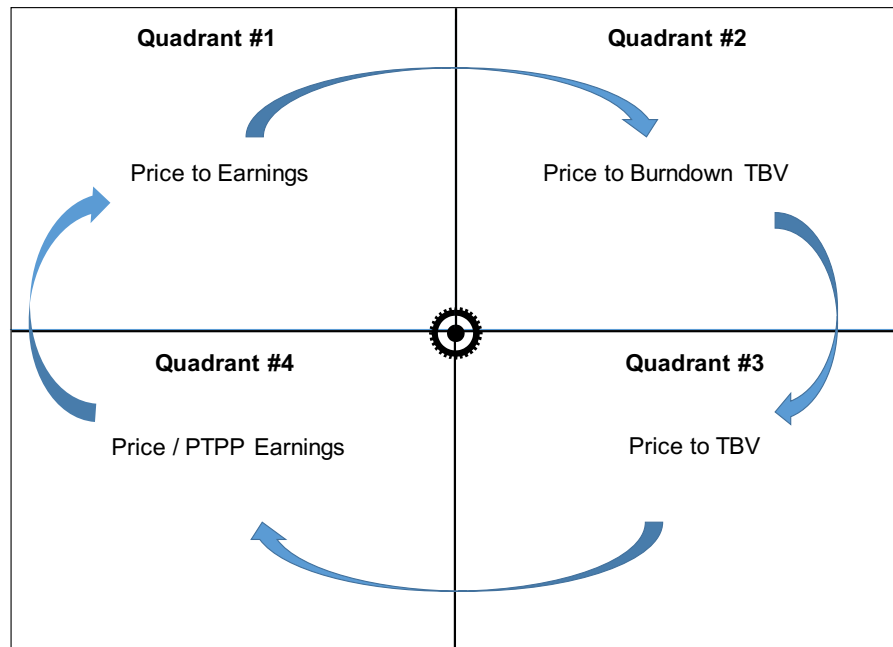 Quadrant #1
Quadrant #2
Price to Earnings
Price to Burndown TBV
Quadrant #4
Quadrant #3
Price / PTPP Earnings
Price to TBV